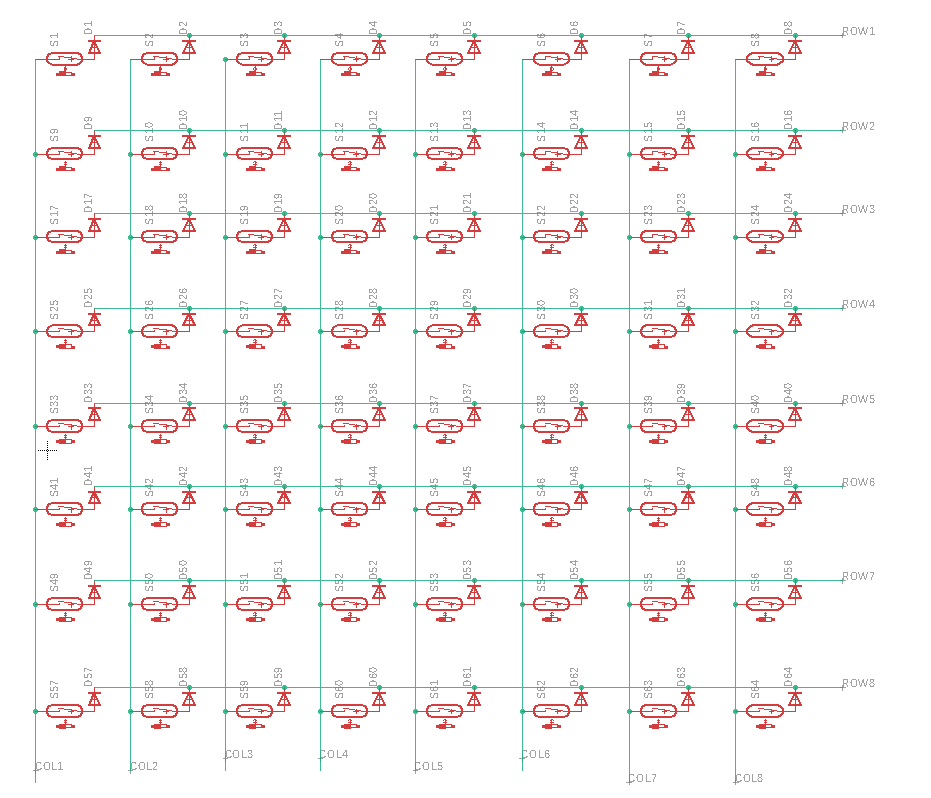 S1 D1 S2 D2 S3 D3 S4 D4 S5 D5 S6 D6 S7 D7 S8 D8 ROW1
S9 D9 S10 D10 S11 D11 S12 D12 S13 D13 S14 D14 S15 D15 S16 D16 ROW2
S17 D17 S18 D18 S19 D19 S20 D20 S21 D21 S22 D22 S23 D23 S24 D24 ROW3
S25 D25 S26 D26 S27 D27 S28 D28 S29 D29 S30 D30 S31 D31 S32 D32 ROW4
S33 D33 S34 D34 S35 D35 S36 D36 S37 D37 S38 D38 S39 D39 S40 D40 ROW5
S41 D41 S42 D42 S43 D43 S44 D44 S45 D45 S46 D46 S47 D47 S48 D48 ROW6
S49 D49 S50 D50 S51 D51 S52 D52 S53 D53 S54 D54 S55 D55 S56 D56 ROW7
S57 D57 S58 D58 S59 D59 S60 D60 S61 D61 S62 D62 S63 D63 S64 D64 ROW8
COL1 COL2 COL3 COL4 COL5 COL6 COL7 COL8